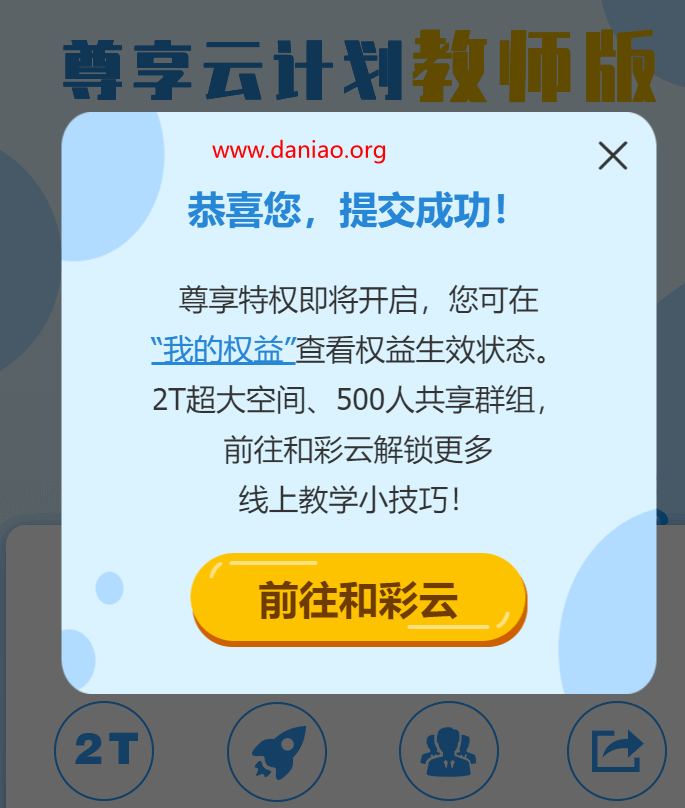 尊享云计划教师版
www.daniao.org
恭喜您，提交成功！
尊享特权即将开启，您可在
“我的权益”查看权益生效状态。
2T超大空间、500人共享群组，
前往和彩云解锁更多
线上教学小技巧！
前往和彩云
2T